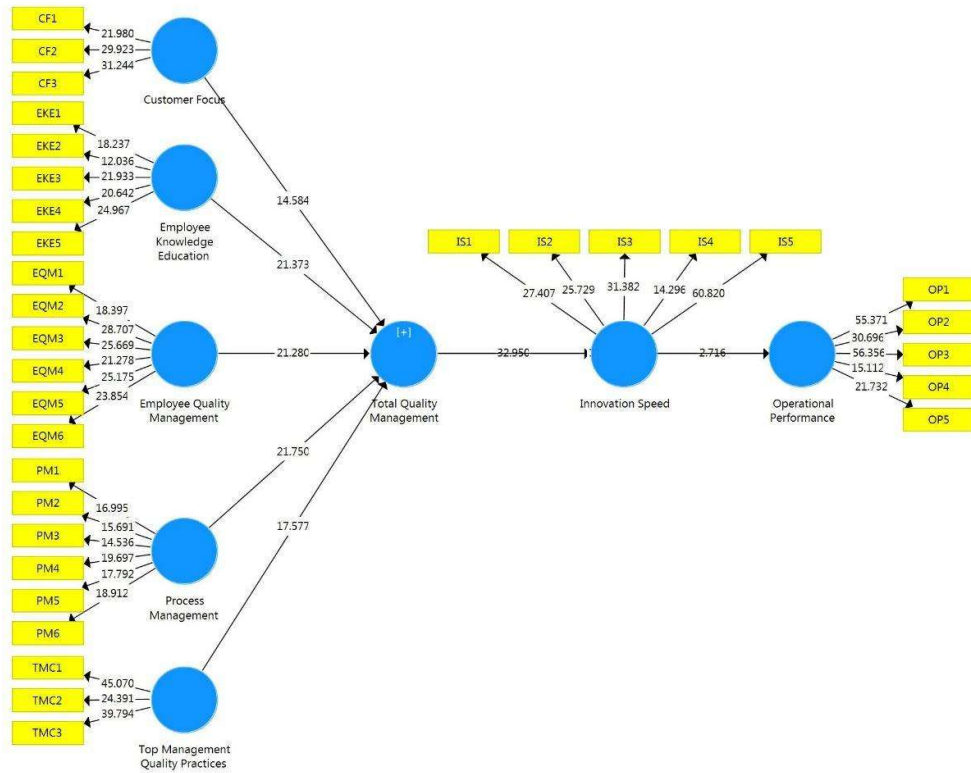 CF1
21.980
CF2
29.923
CF3
31.244
Customer Focus
EKE1
18.237
EKE2
12.036
EKE3
21.933
EKE4
20.642
24.967
EKE5
Employee
Knowledge
Education
14.584
21.373
EQM1
18.397
EQM2
28.707
EQM3
25.669
EQM4
21.278
EQM5
25.175
23.854
EQM6
Employee Quality
Management
21.280
[+]
Total Quality
Management
32.950
IS1
IS2
IS3
IS4
IS5
27.407
25.729
31.382
14.296
60.820
Innovation Speed
2.716
Operational
Performance
OP1
55.371
OP2
30.696
OP3
56.356
OP4
15.112
21.732
OP5
PM1
16.995
PM2
15.691
PM3
14.536
PM4
19.697
PM5
17.792
18.912
PM6
Process
Management
21.750
17.577
TMC1
45.070
TMC2
24.391
TMC3
39.794
Top Management
Quality Practices